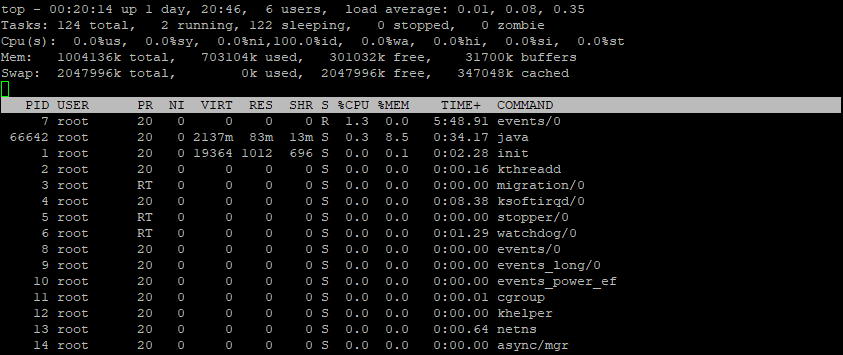 top - 00:20:14 up 1 day, 20:46,  6 users,  load average: 0.01, 0.08, 0.35
Tasks: 124 total,   2 running, 122 sleeping,   0 stopped,   0 zombie
Cpu(s):  0.0%us,  0.0%sy,  0.0%ni,100.0%id,  0.0%wa,  0.0%hi,  0.0%si,  0.0%st
Mem:   1004136k total,   703104k used,   301032k free,    31700k buffers
Swap:  2047996k total,        0k used,  2047996k free,   347048k cached
  PID USER      PR  NI  VIRT  RES  SHR S %CPU %MEM    TIME+  COMMAND
    7 root      20   0     0    0    0 R  1.3  0.0   5:48.91 events/0
66642 root      20   0 2137m  83m  13m S  0.3  8.5   0:34.17 java
    1 root      20   0 19364 1012  696 S  0.0  0.1   0:02.28 init
    2 root      20   0     0    0    0 S  0.0  0.0   0:00.16 kthreadd
    3 root      RT   0     0    0    0 S  0.0  0.0   0:00.00 migration/0
    4 root      20   0     0    0    0 S  0.0  0.0   0:08.38 ksoftirqd/0
    5 root      RT   0     0    0    0 S  0.0  0.0   0:00.00 stopper/0
    6 root      RT   0     0    0    0 S  0.0  0.0   0:01.29 watchdog/0
    8 root      20   0     0    0    0 S  0.0  0.0   0:00.00 events/0
    9 root      20   0     0    0    0 S  0.0  0.0   0:00.00 events_long/0
   10 root      20   0     0    0    0 S  0.0  0.0   0:00.00 events_power_ef
   11 root      20   0     0    0    0 S  0.0  0.0   0:00.01 cgroup
   12 root      20   0     0    0    0 S  0.0  0.0   0:00.00 khelper
   13 root      20   0     0    0    0 S  0.0  0.0   0:00.64 netns
   14 root      20   0     0    0    0 S  0.0  0.0   0:00.00 async/mgr